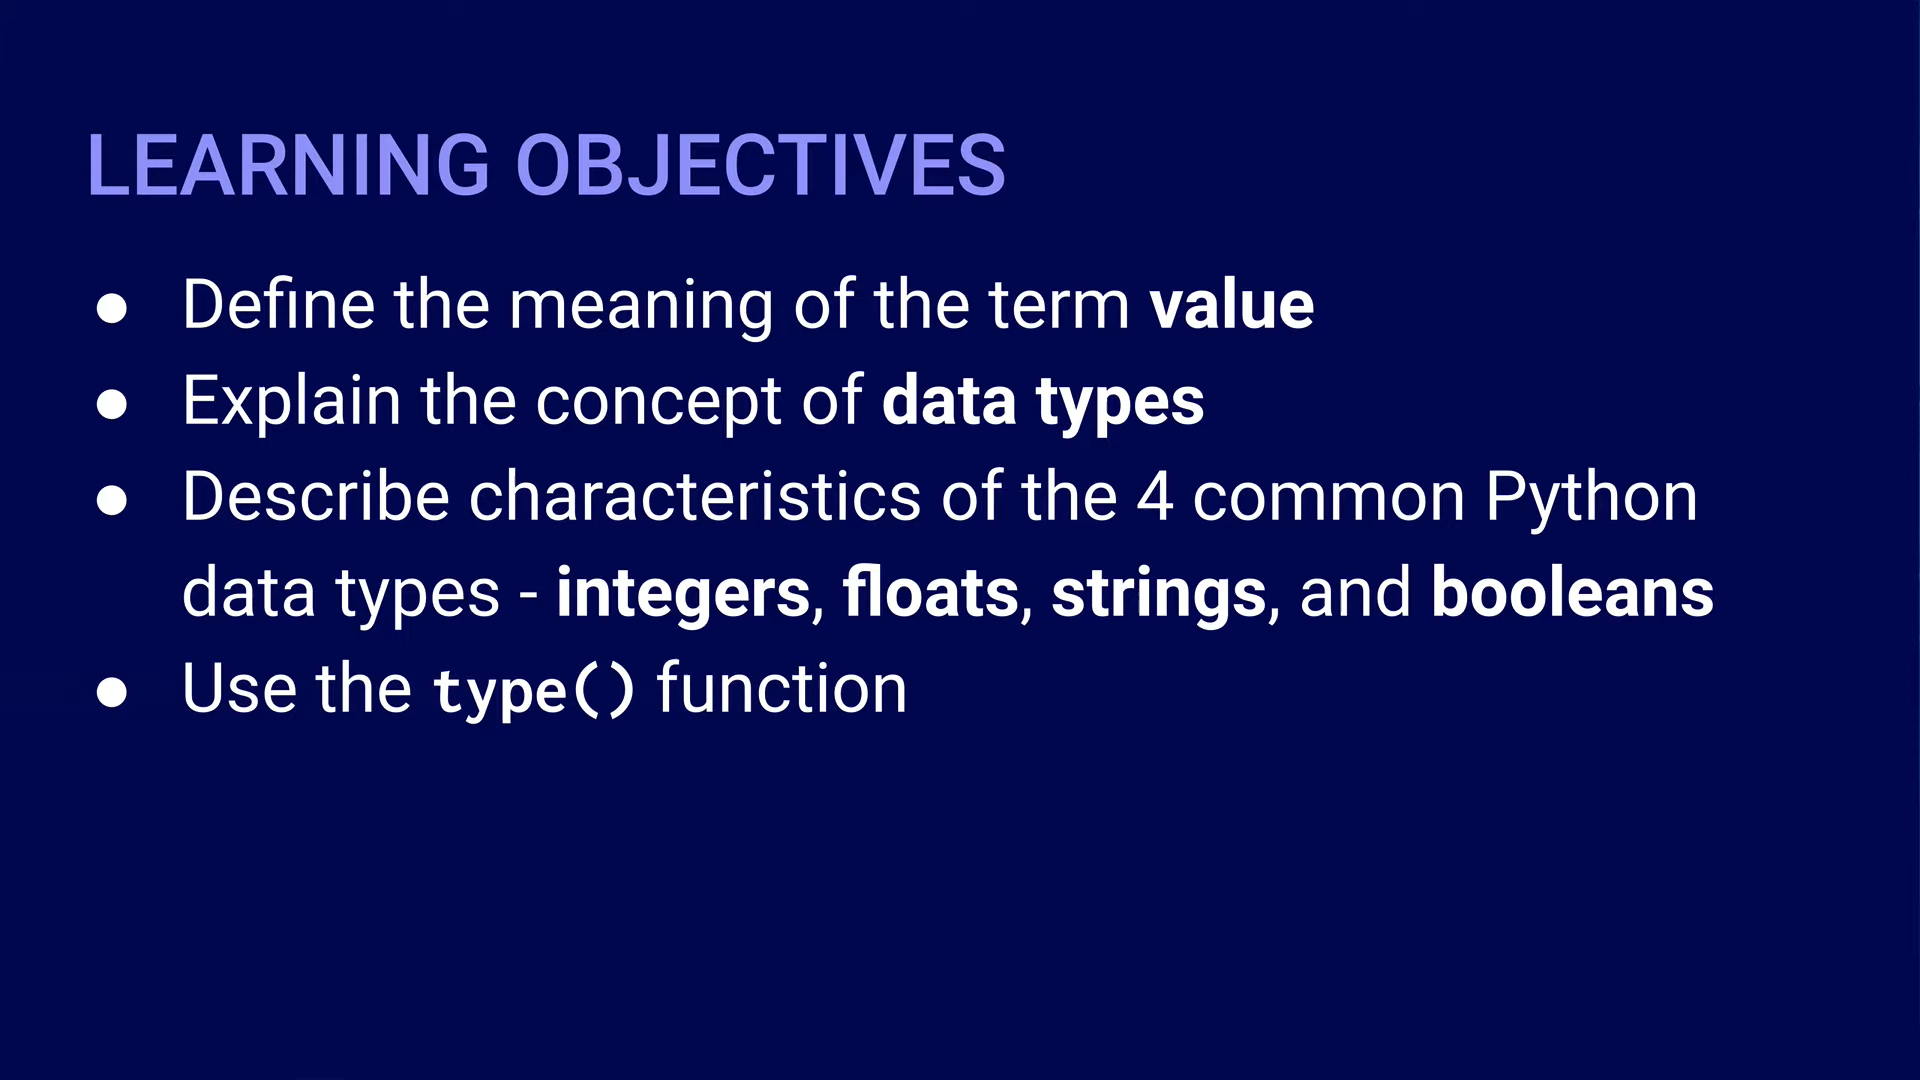 LEARNING OBJECTIVES
● Define the meaning of the term value
● Explain the concept of data types
● Describe characteristics of the 4 common Python
data types - integers, floats, strings, and booleans
● Use the type() function